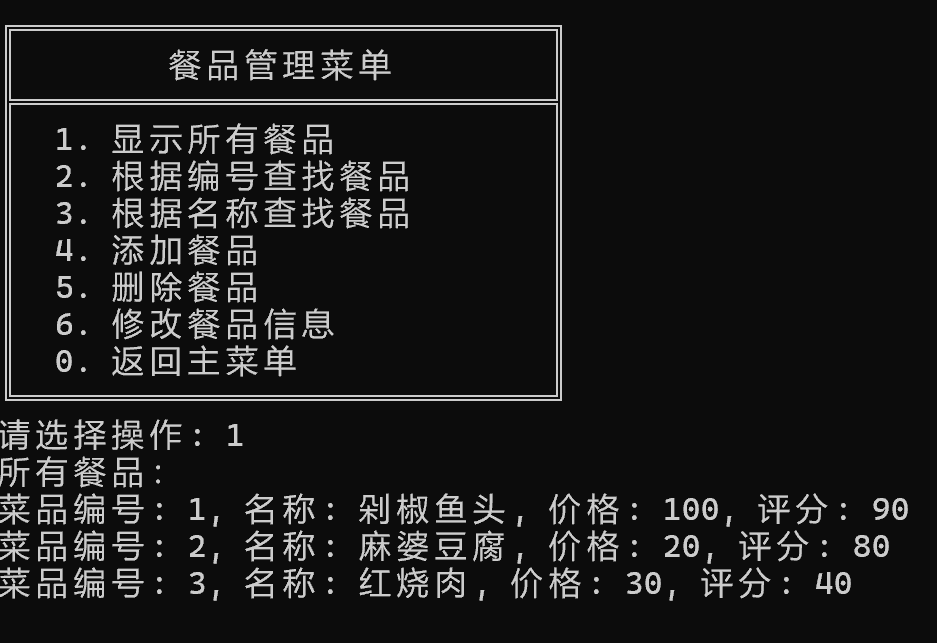 餐品管理菜单
1. 显示所有餐品
2. 根据编号查找餐品
3. 根据名称查找餐品
4. 添加餐品
5. 删除餐品
6. 修改餐品信息
0. 返回主菜单
请选择操作: 1
所有餐品:
菜品编号: 1, 名称: 剁椒鱼头, 价格: 100, 评分: 90
菜品编号: 2, 名称: 麻婆豆腐, 价格: 20, 评分: 80
菜品编号: 3, 名称: 红烧肉, 价格: 30, 评分: 40